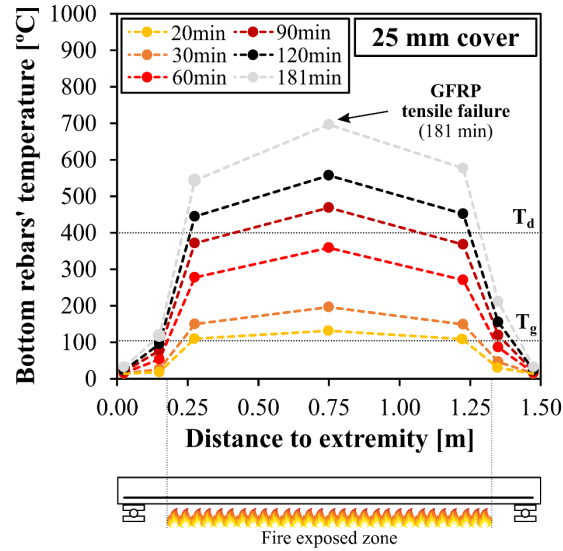 Bottom rebars' temperature [ºC]
1000
900
800
700
600
500
400
300
200
100
0
20min
30min
60min
90min
120min
181min
25 mm cover
GFRP
tensile failure
(181 min)
Td
Tg
0.00 0.25 0.50 0.75 1.00 1.25 1.50
Distance to extremity [m]
Fire exposed zone